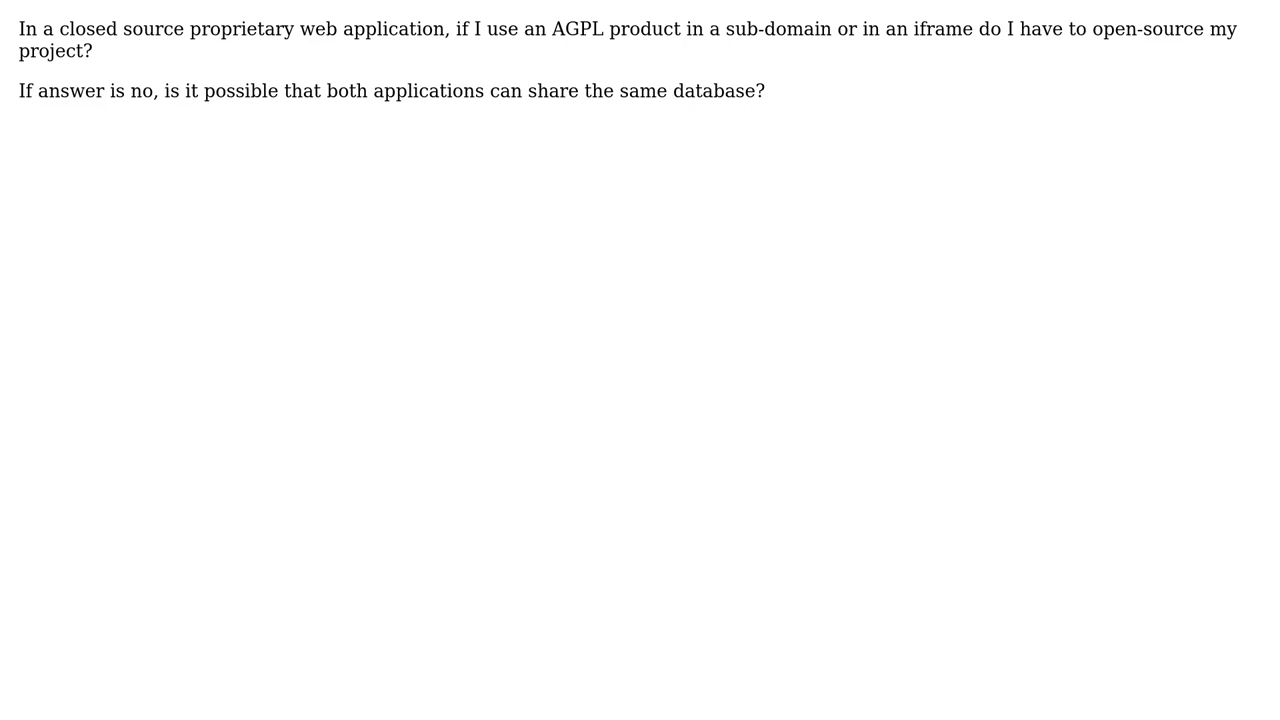 In a closed source proprietary web application, if I use an AGPL product in a sub-domain or in an iframe do I have to open-source my
project?
If answer is no, is it possible that both applications can share the same database?